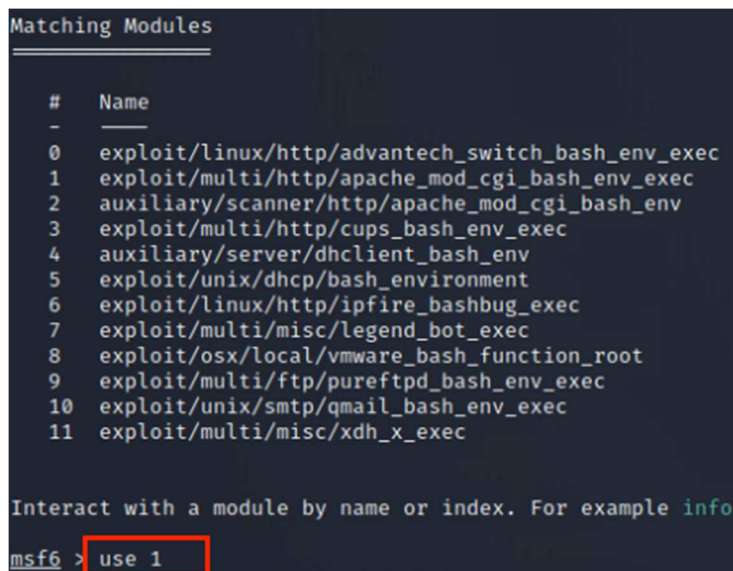 Matching Modules
================
# Name
- ----
0 exploit/linux/http/advantech_switch_bash_env_exec
1 exploit/multi/http/apache_mod_cgi_bash_env_exec
2 auxiliary/scanner/http/apache_mod_cgi_bash_env
3 exploit/multi/http/cups_bash_env_exec
4 auxiliary/server/dhclient_bash_env
5 exploit/unix/dhcp/bash_environment
6 exploit/linux/http/ipfire_bashbug_exec
7 exploit/multi/misc/legend_bot_exec
8 exploit/osx/local/vmware_bash_function_root
9 exploit/multi/ftp/pureftpd_bash_env_exec
10 exploit/unix/smtp/qmail_bash_env_exec
11 exploit/multi/misc/xdh_x_exec
Interact with a module by name or index. For example info
msf6 > use 1